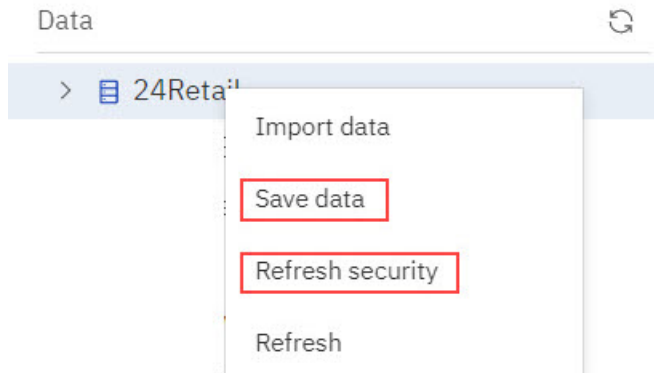 Data
24Retail
Import data
Save data
Refresh security
Refresh